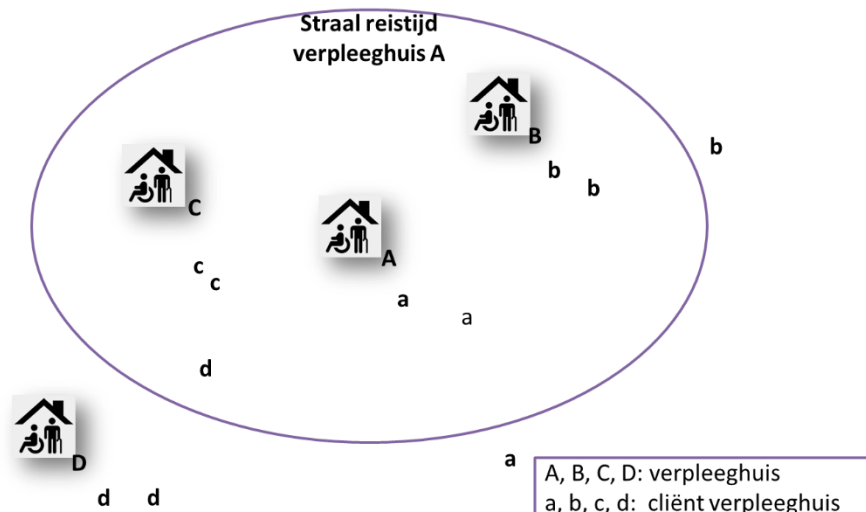 Straal reistijd
verpleeghuis A
B
b
b
b
C
A
c
c
a
a
d
D
a
d d
A, B, C, D: verpleeghuis
a, b, c, d: cliënt verpleeghuis